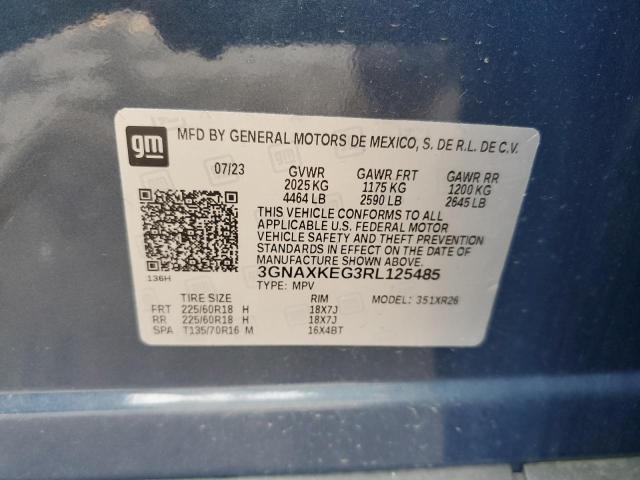 gm MFD BY GENERAL MOTORS DE MEXICO, S. DE R.L. DE C.V.
07/23 GVWR GAWR FRT GAWR RR
2025 KG 1175 KG 1200 KG
4464 LB 2590 LB 2645 LB
THIS VEHICLE CONFORMS TO ALL
APPLICABLE U.S. FEDERAL MOTOR
VEHICLE SAFETY AND THEFT PREVENTION
STANDARDS IN EFFECT ON THE DATE OF
MANUFACTURE SHOWN ABOVE.
136H 3GNAXKEG3RL125485
TYPE: MPV MODEL: 351XR26
TIRE SIZE RIM
FRT 225/60R18 H 18X7J
RR 225/60R18 H 18X7J
SPA T135/70R16 M 16X4BT